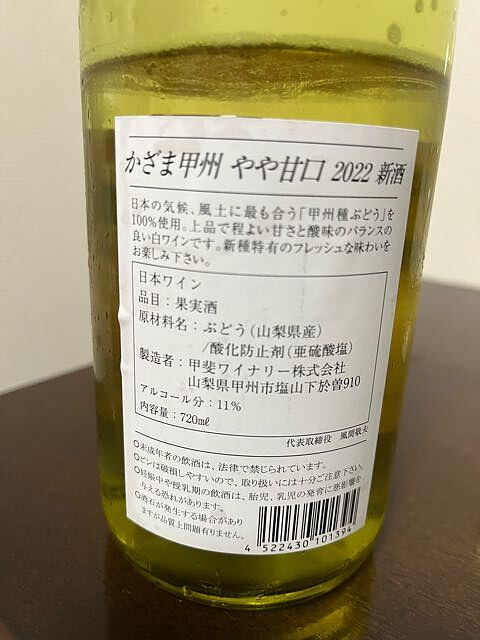 かざま甲州 やや甘口 2022 新酒
日本の気候、風土に最も合う「甲州種ぶどう」を
100%使用。上品で程よい甘さと酸味のバランスの
良い白ワインです。新種特有のフレッシュな味わいを
お楽しみ下さい。
日本ワイン
品目：果実酒
原材料名：ぶどう（山梨県産）
/酸化防止剤（亜硫酸塩）
製造者：甲斐ワイナリー株式会社
山梨県甲州市塩山下於曽910
アルコール分：11%
内容量：720mℓ
代表取締役 風間敬夫
○未成年者の飲酒は、法律で禁じられています。
○ビンは破損しやすいので、取り扱いには十分ご注意下さい。
○妊娠中や授乳期の飲酒は、胎児、乳児の発育に悪影響を
与える恐れがあります。
○酒石が発生する場合があり
ますが品質上問題有りません。
4 522430 101394